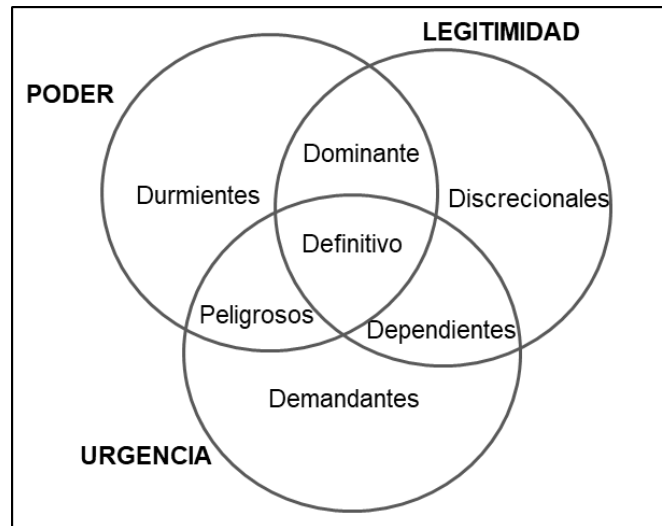 LEGITIMIDAD
PODER
Dominante
Durmientes
Discrecionales
Definitivo
Peligrosos
Dependientes
Demandantes
URGENCIA